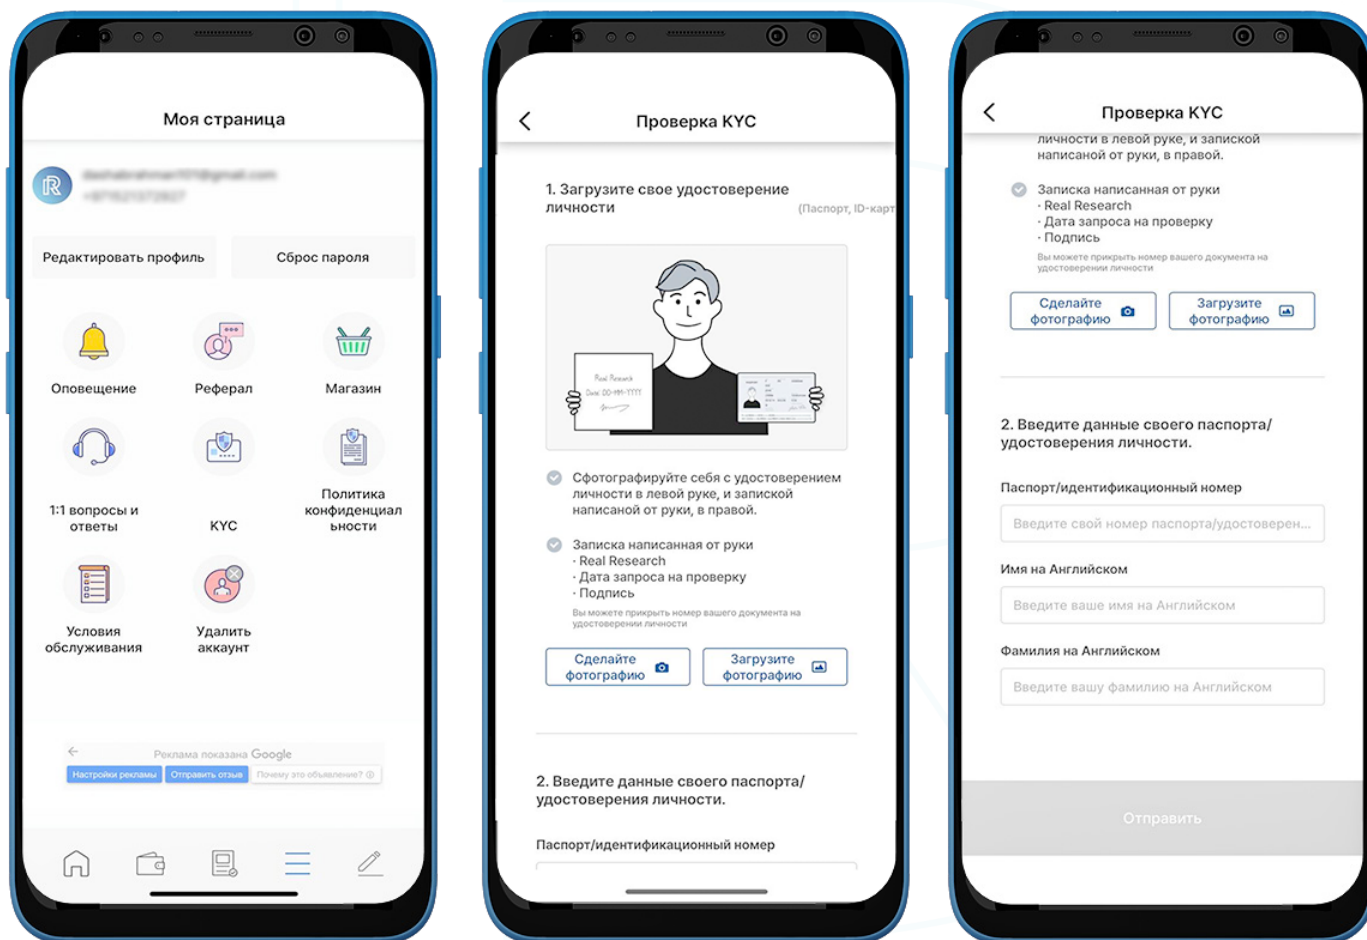 Моя страница
Редактировать профиль
Сброс пароля
Оповещение
Реферал
Магазин
1:1 вопросы и
ответы
KYC
Политика
конфиденциал
ьности
Условия
обслуживания
Удалить
аккаунт
Реклама показана Google
Настройки рекламы
Отправить отзыв
Почему это объявление?
Проверка KYC
1. Загрузите свое удостоверение
личности
(Паспорт, ID-карт
Real Research
Date: DD-MM-YYYY
Сфотографируйте себя с удостоверением
личности в левой руке, и запиской
написаной от руки, в правой.
Записка написанная от руки
· Real Research
· Дата запроса на проверку
· Подпись
Вы можете прикрыть номер вашего документа на
удостоверении личности
Сделайте
фотографию
Загрузите
фотографию
2. Введите данные своего паспорта/
удостоверения личности.
Паспорт/идентификационный номер
Проверка KYC
личности в левой руке, и запиской
написаной от руки, в правой.
Записка написанная от руки
· Real Research
· Дата запроса на проверку
· Подпись
Вы можете прикрыть номер вашего документа на
удостоверении личности
Сделайте
фотографию
Загрузите
фотографию
2. Введите данные своего паспорта/
удостоверения личности.
Паспорт/идентификационный номер
Введите свой номер паспорта/удостоверен...
Имя на Английском
Введите ваше имя на Английском
Фамилия на Английском
Введите вашу фамилию на Английском
Отправить